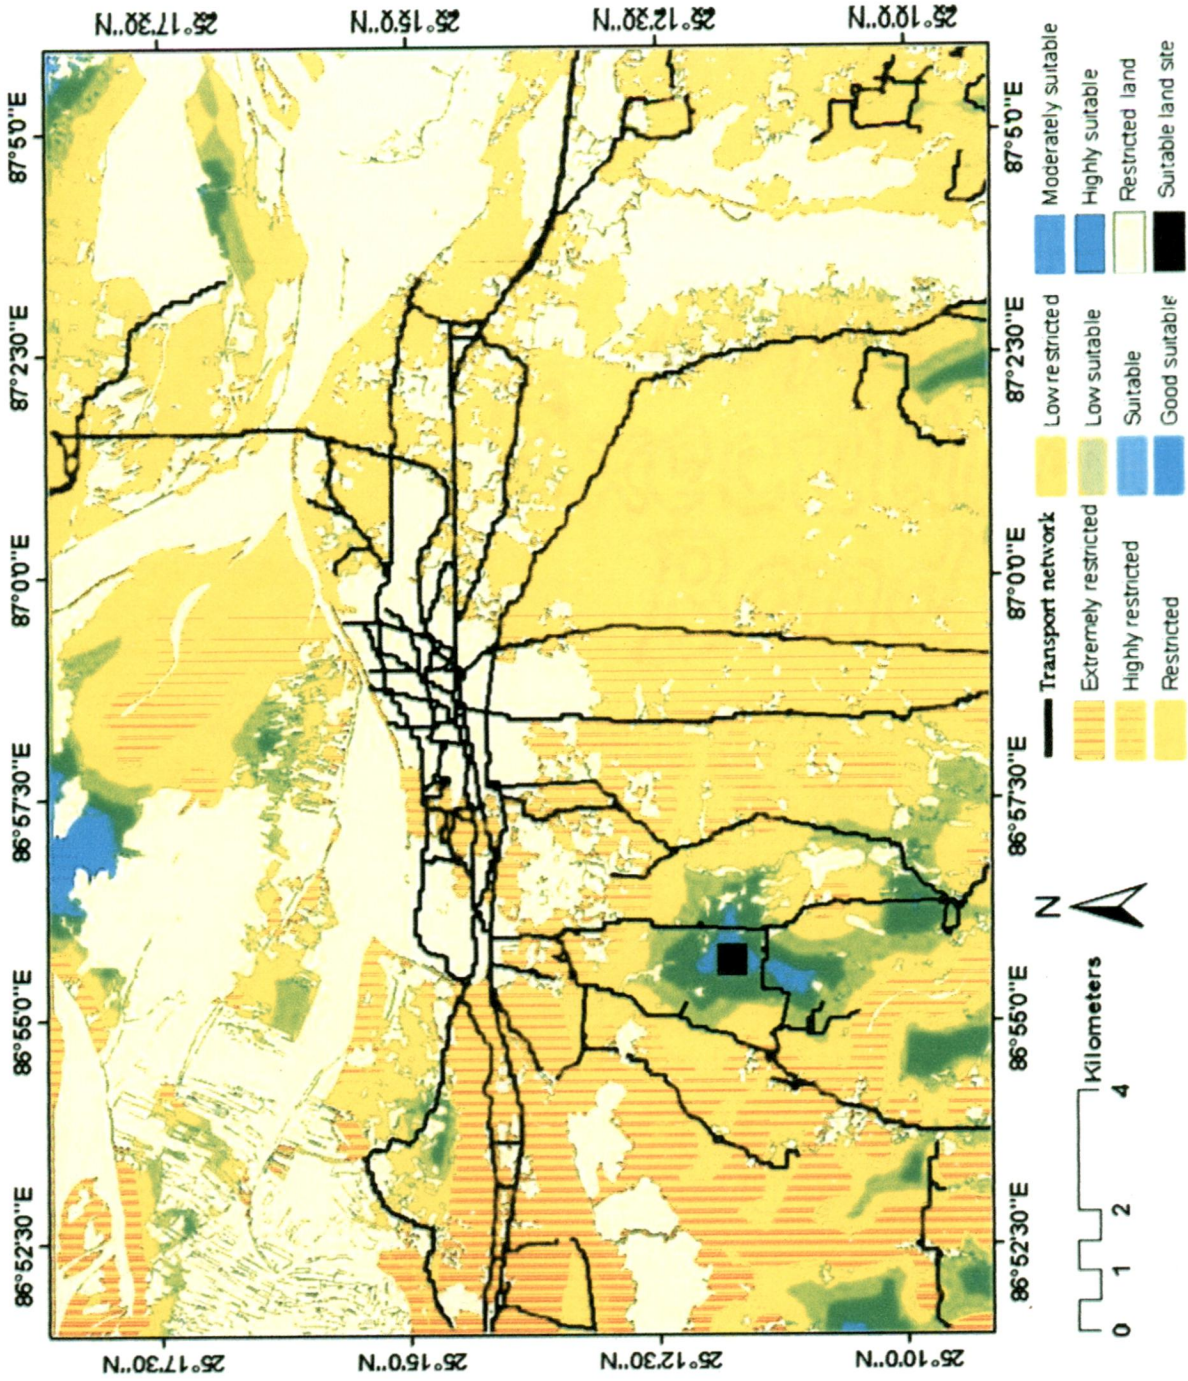 86°52'30"E 86°55'0"E 86°57'30"E 87°0'0"E 87°2'30"E 87°5'0"E
25°17'30"N 25°17'30"N
25°15'0"N 25°15'0"N
25°12'30"N 25°12'30"N
25°10'0"N 25°10'0"N
86°52'30"E 86°55'0"E 86°57'30"E 87°0'0"E 87°2'30"E 87°5'0"E
N
0 1 2 4
Kilometers
Transport network
Extremely restricted
Highly restricted
Restricted
Low restricted
Low suitable
Suitable
Good suitable
Moderately suitable
Highly suitable
Restricted land
Suitable land site